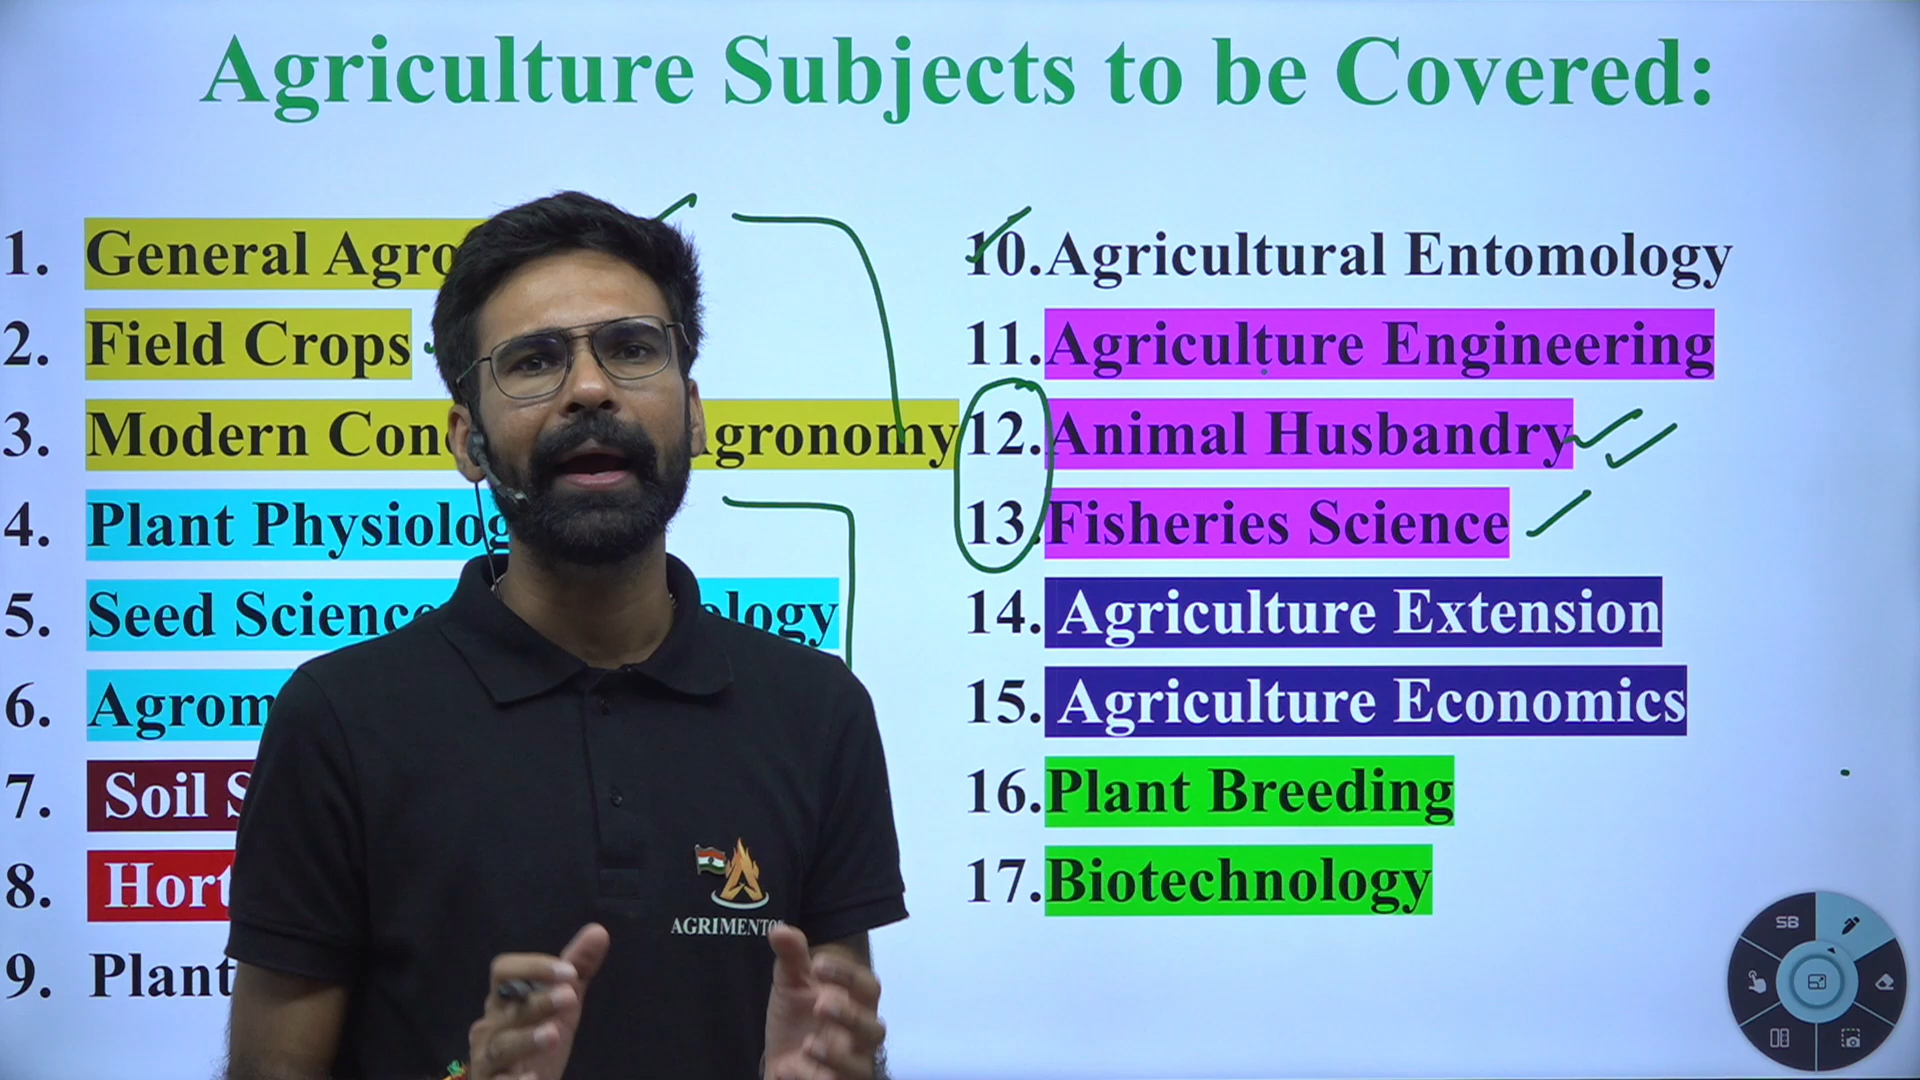 Agriculture Subjects to be Covered:
1. General Agro
2. Field Crops
3. Modern Con gronomy
4. Plant Physiolog
5. Seed Science ology
6. Agrom
7. Soil S
8. Hort
9. Plant
10. Agricultural Entomology
11. Agriculture Engineering
12. Animal Husbandry
13. Fisheries Science
14. Agriculture Extension
15. Agriculture Economics
16. Plant Breeding
17. Biotechnology
AGRIMENTO
SB